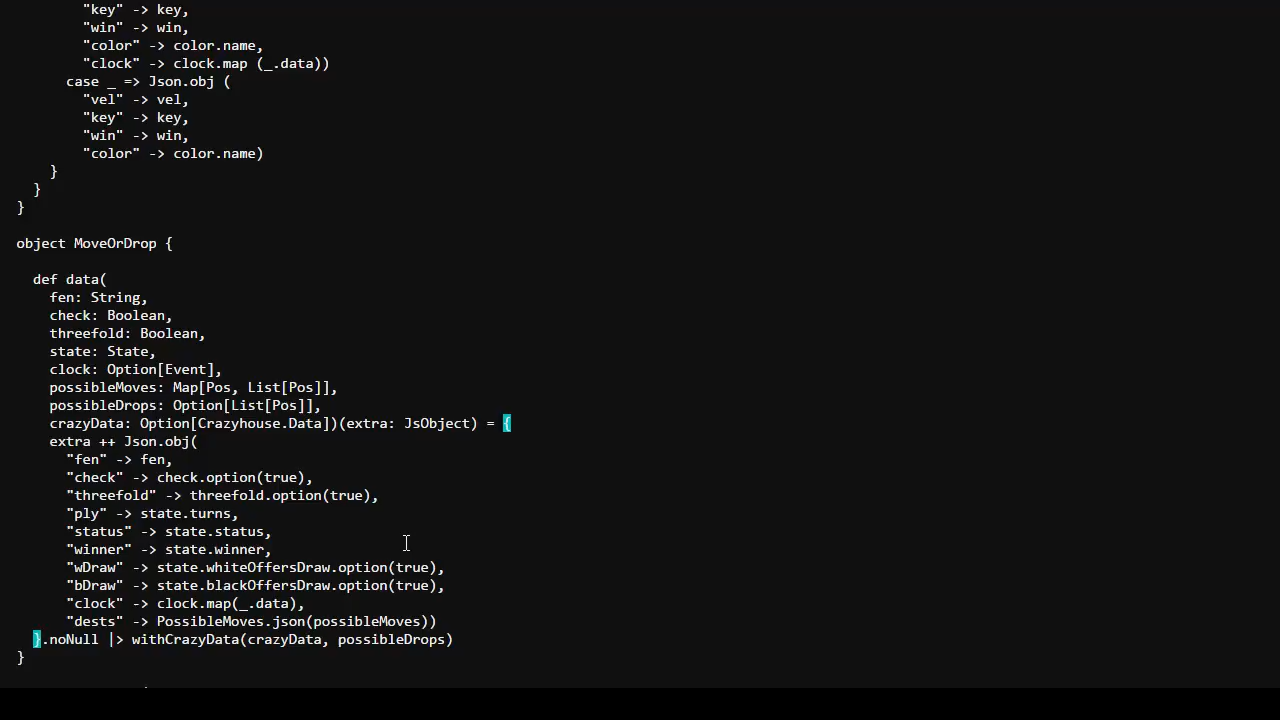 "key" -> key,
"win" -> win,
"color" -> color.name,
"clock" -> clock.map (_.data))
case _ => Json.obj (
"vel" -> vel,
"key" -> key,
"win" -> win,
"color" -> color.name)
}
}
}
object MoveOrDrop {
def data(
fen: String,
check: Boolean,
threefold: Boolean,
state: State,
clock: Option[Event],
possibleMoves: Map[Pos, List[Pos]],
possibleDrops: Option[List[Pos]],
crazyData: Option[Crazyhouse.Data])(extra: JsObject) = {
extra ++ Json.obj(
"fen" -> fen,
"check" -> check.option(true),
"threefold" -> threefold.option(true),
"ply" -> state.turns,
"status" -> state.status,
"winner" -> state.winner,
"wDraw" -> state.whiteOffersDraw.option(true),
"bDraw" -> state.blackOffersDraw.option(true),
"clock" -> clock.map(_.data),
"dests" -> PossibleMoves.json(possibleMoves))
}.noNull |> withCrazyData(crazyData, possibleDrops)
}